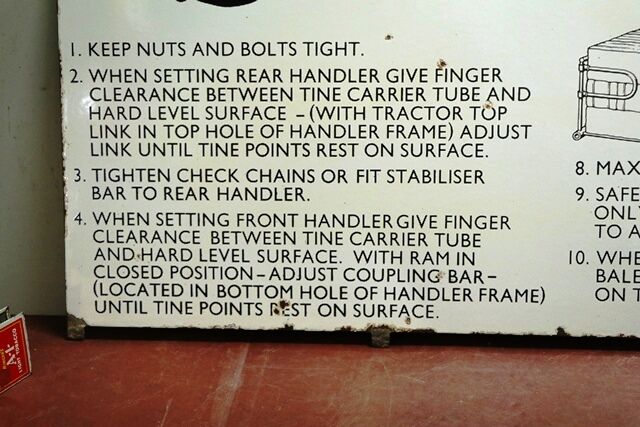 1. KEEP NUTS AND BOLTS TIGHT.
2. WHEN SETTING REAR HANDLER GIVE FINGER
CLEARANCE BETWEEN TINE CARRIER TUBE AND
HARD LEVEL SURFACE - (WITH TRACTOR TOP
LINK IN TOP HOLE OF HANDLER FRAME) ADJUST
LINK UNTIL TINE POINTS REST ON SURFACE.
3. TIGHTEN CHECK CHAINS OR FIT STABILISER
BAR TO REAR HANDLER.
4. WHEN SETTING FRONT HANDLER GIVE FINGER
CLEARANCE BETWEEN TINE CARRIER TUBE
AND HARD LEVEL SURFACE. WITH RAM IN
CLOSED POSITION - ADJUST COUPLING BAR -
(LOCATED IN BOTTOM HOLE OF HANDLER FRAME)
UNTIL TINE POINTS REST ON SURFACE.
8. MAX
9. SAFE
ONLY
TO A
10. WHE
BALE
ON T
A-1
LIGHT TOBACCO